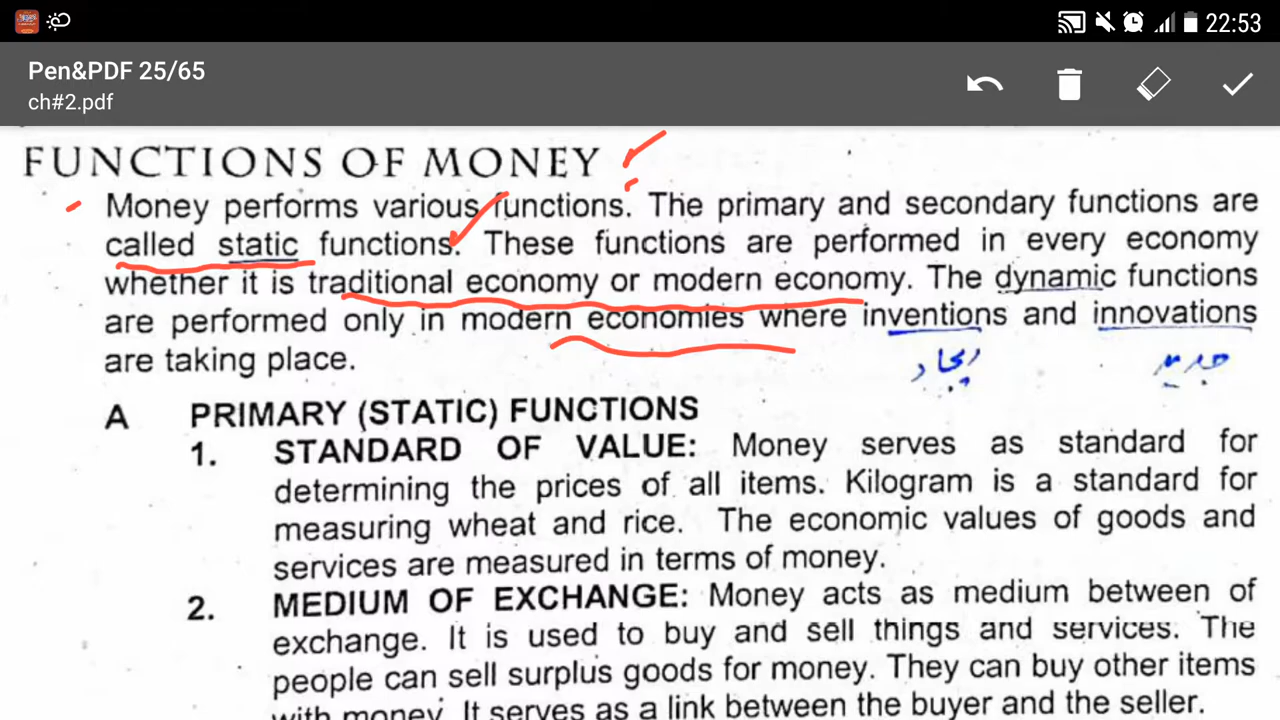 22:53
Pen&PDF 25/65
ch#2.pdf
FUNCTIONS OF MONEY
Money performs various functions. The primary and secondary functions are
called static functions. These functions are performed in every economy
whether it is traditional economy or modern economy. The dynamic functions
are performed only in modern economies where inventions and innovations
are taking place.
ایجاد جدید
A PRIMARY (STATIC) FUNCTIONS
1. STANDARD OF VALUE: Money serves as standard for
determining the prices of all items. Kilogram is a standard for
measuring wheat and rice. The economic values of goods and
services are measured in terms of money.
2. MEDIUM OF EXCHANGE: Money acts as medium between of
exchange. It is used to buy and sell things and services. The
people can sell surplus goods for money. They can buy other items
with money. It serves as a link between the buyer and the seller.